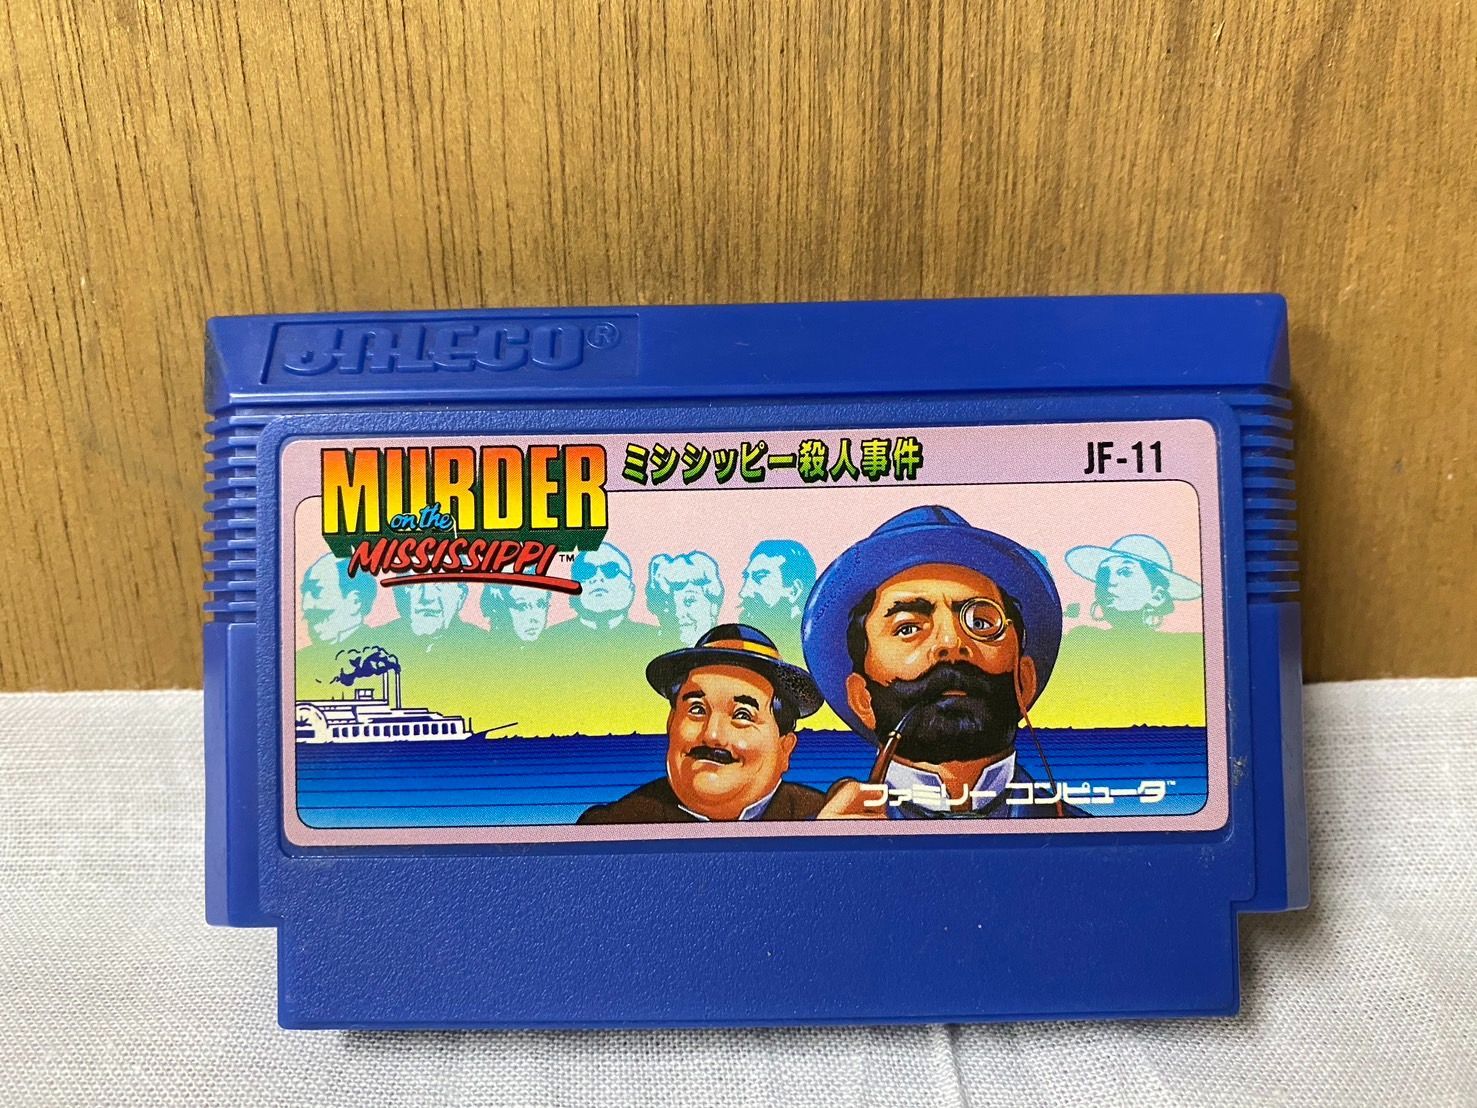 JALECO®
MURDER
on the
MISSISSIPPI™
ミシシッピー殺人事件
JF-11
ファミリー コンピュータ™